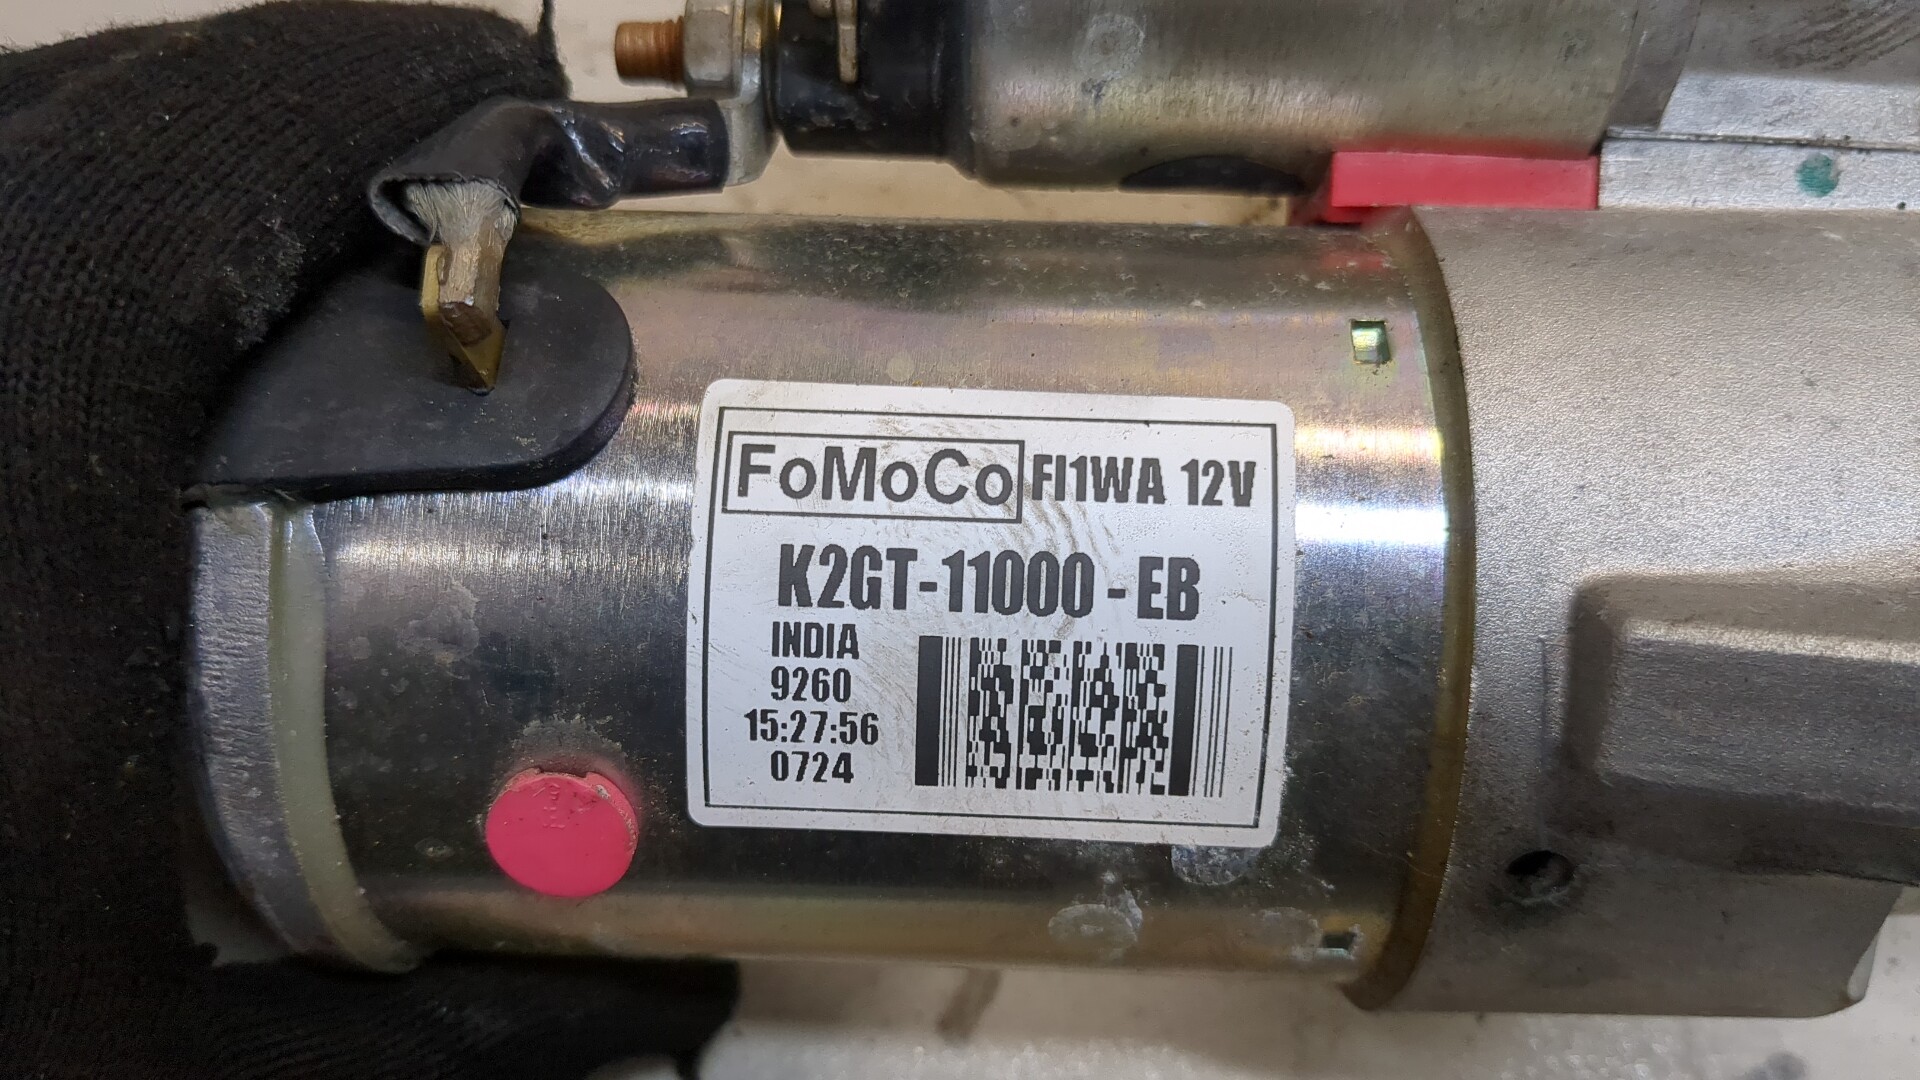 FoMoCo FI1WA 12V
K2GT-11000-EB
INDIA
9260
15:27:56
0724